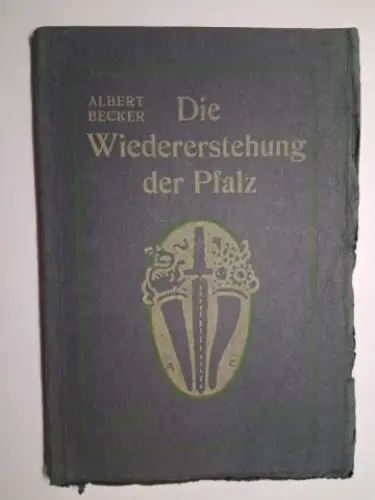 ALBERT
BECKER
Die
Wiedererstehung
der Pfalz
A C